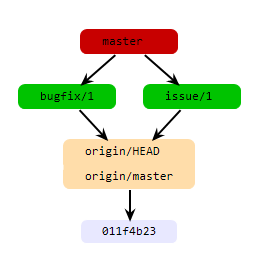 master
bugfix/1
issue/1
origin/HEAD
origin/master
011f4b23